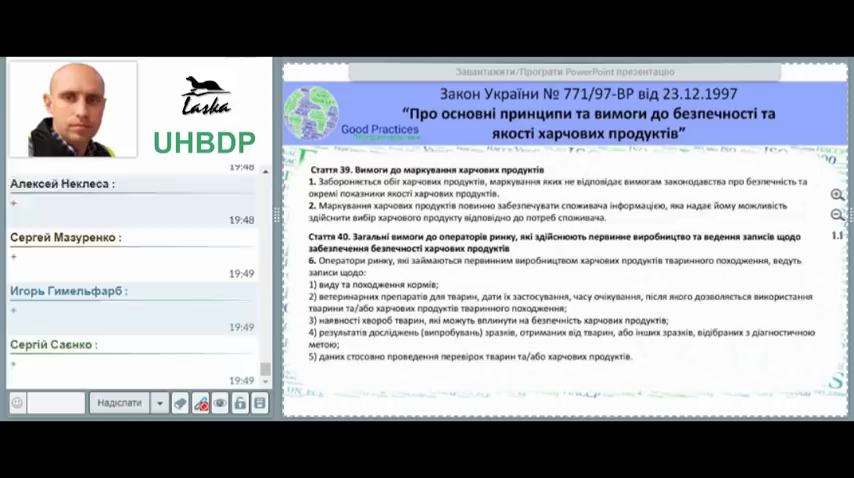 Laska
UHBDP
19:48
Алексей Неклеса :
+
19:48
Сергей Мазуренко :
+
19:49
Игорь Гимельфарб :
+
19:49
Сергій Саєнко :
+
19:49
Надіслати
Завантажити/Програти PowerPoint презентацію
Good Practices
Закон України № 771/97-ВР від 23.12.1997
“Про основні принципи та вимоги до безпечності та
якості харчових продуктів”
Стаття 39. Вимоги до маркування харчових продуктів
1. Забороняється обіг харчових продуктів, маркування яких не відповідає вимогам законодавства про безпечність та
окремі показники якості харчових продуктів.
2. Маркування харчових продуктів повинно забезпечувати споживача інформацією, яка надає йому можливість
здійснити вибір харчового продукту відповідно до потреб споживача.
Стаття 40. Загальні вимоги до операторів ринку, які здійснюють первинне виробництво та ведення записів щодо
забезпечення безпечності харчових продуктів
6. Оператори ринку, які займаються первинним виробництвом харчових продуктів тваринного походження, ведуть
записи щодо:
1) виду та походження кормів;
2) ветеринарних препаратів для тварин, дати їх застосування, часу очікування, після якого дозволяється використання
тварини та/або харчових продуктів тваринного походження;
3) наявності хвороб тварин, які можуть вплинути на безпечність харчових продуктів;
4) результатів досліджень (випробувань) зразків, отриманих від тварин, або інших зразків, відібраних з діагностичною
метою;
5) даних стосовно проведення перевірок тварин та/або харчових продуктів.
1.1